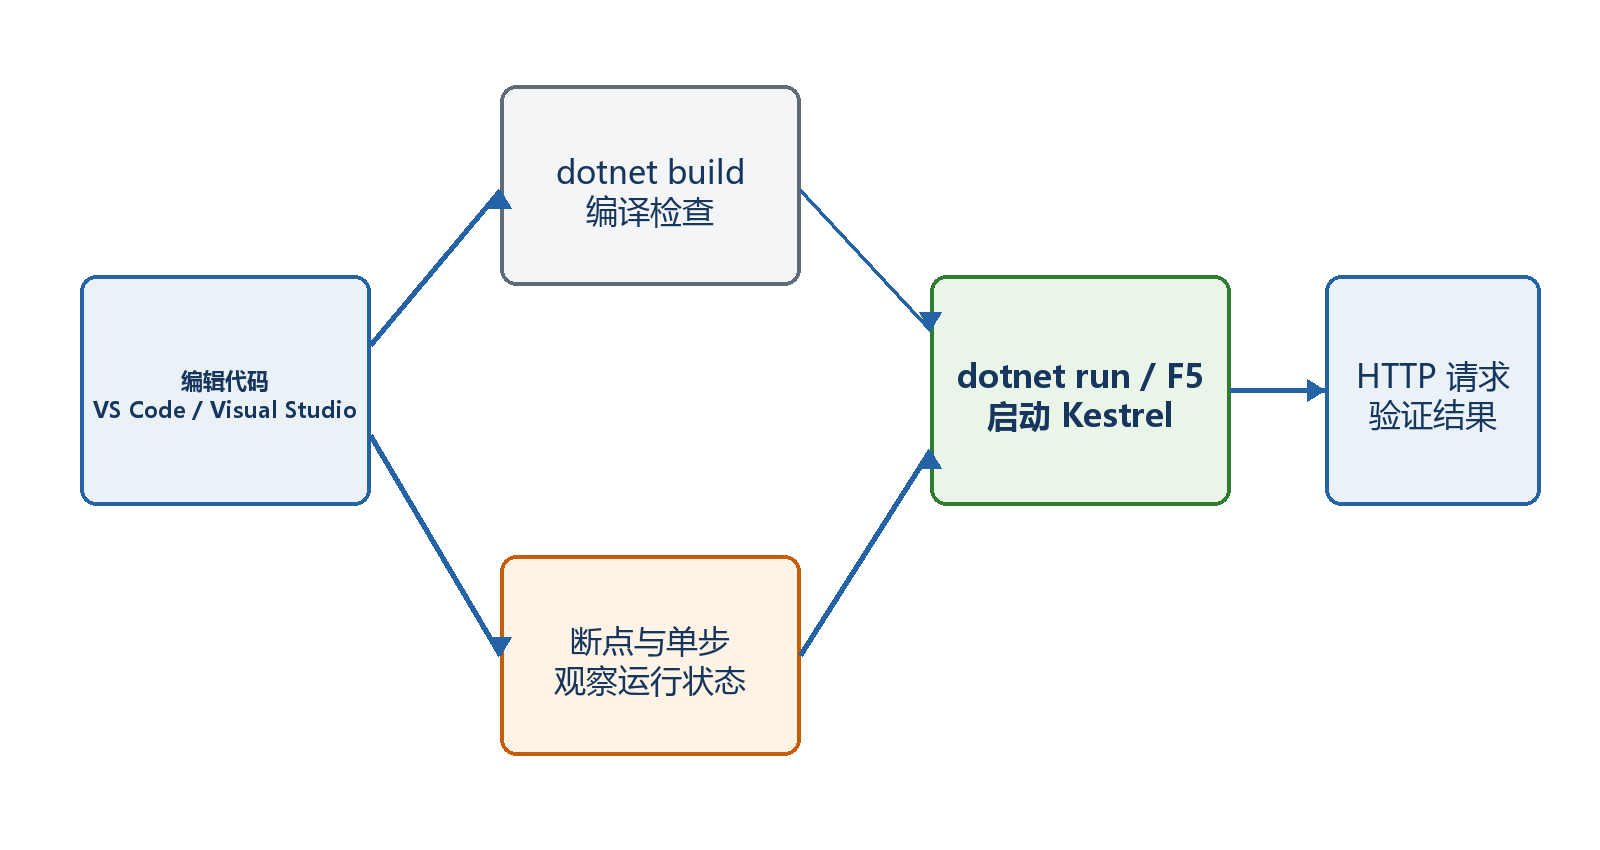 编辑代码
VS Code / Visual Studio
dotnet build
编译检查
断点与单步
观察运行状态
dotnet run / F5
启动 Kestrel
HTTP 请求
验证结果